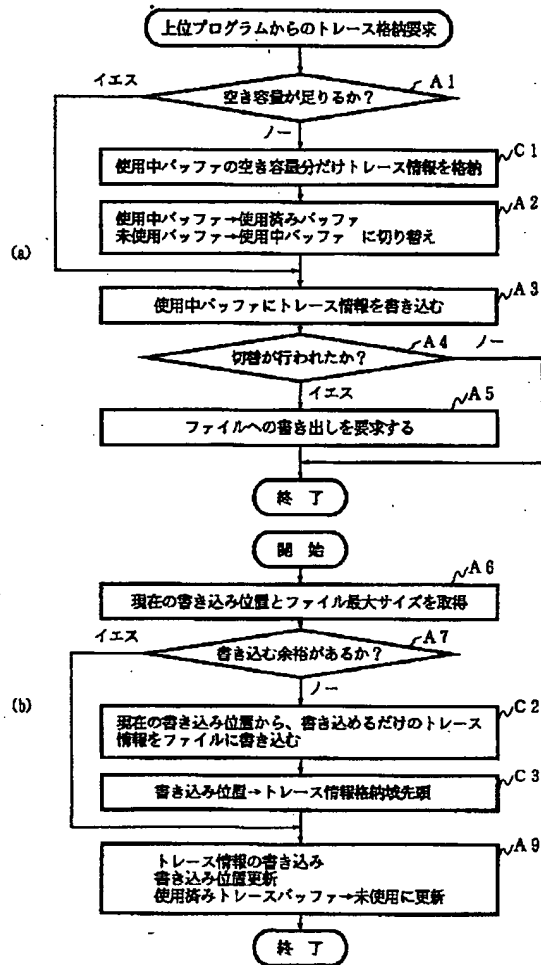 上位プログラムからのトレース格納要求
A1
イエス
空き容量が足りるか？
ノー
C1
使用中バッファの空き容量分だけトレース情報を格納
A2
使用中バッファ→使用済みバッファ
未使用バッファ→使用中バッファ に切り替え
(a)
A3
使用中バッファにトレース情報を書き込む
A4
ノー
切替が行われたか？
イエス
A5
ファイルへの書き出しを要求する
終了
開始
A6
現在の書き込み位置とファイル最大サイズを取得
イエス
A7
書き込む余裕があるか？
ノー
(b)
C2
現在の書き込み位置から、書き込めるだけのトレース
情報をファイルに書き込む
C3
書き込み位置→トレース情報格納域先頭
A9
トレース情報の書き込み
書き込み位置更新
使用済みトレースバッファ→未使用に更新
終了